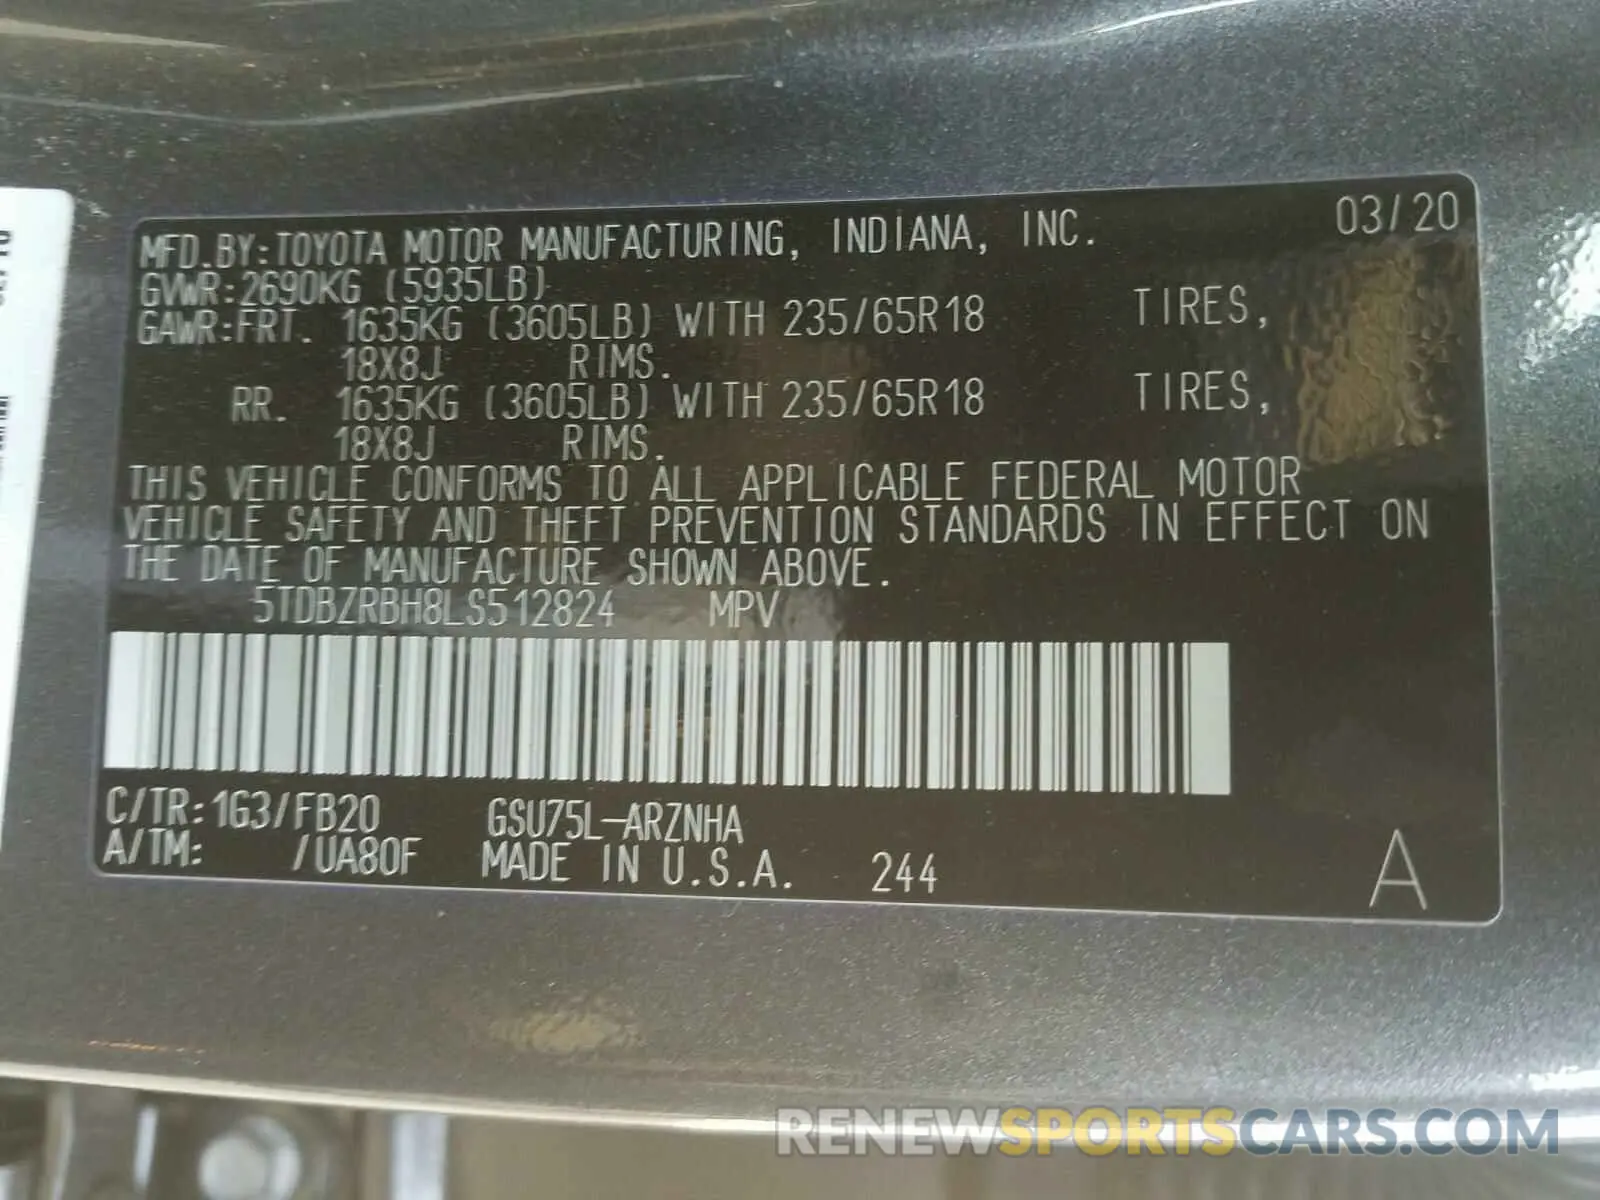 MFD.BY:TOYOTA MOTOR MANUFACTURING, INDIANA, INC. 03/20
GVWR:2690KG (5935LB)
GAWR:FRT. 1635KG (3605LB) WITH 235/65R18 TIRES,
18X8J RIMS.
RR. 1635KG (3605LB) WITH 235/65R18 TIRES,
18X8J RIMS.
THIS VEHICLE CONFORMS TO ALL APPLICABLE FEDERAL MOTOR
VEHICLE SAFETY AND THEFT PREVENTION STANDARDS IN EFFECT ON
THE DATE OF MANUFACTURE SHOWN ABOVE.
5TDBZRBH8LS512824 MPV
C/TR:1G3/FB20 GSU75L-ARZNHA
A/TM: /UA80F MADE IN U.S.A. 244 A
RENEWSPORTSCARS.COM